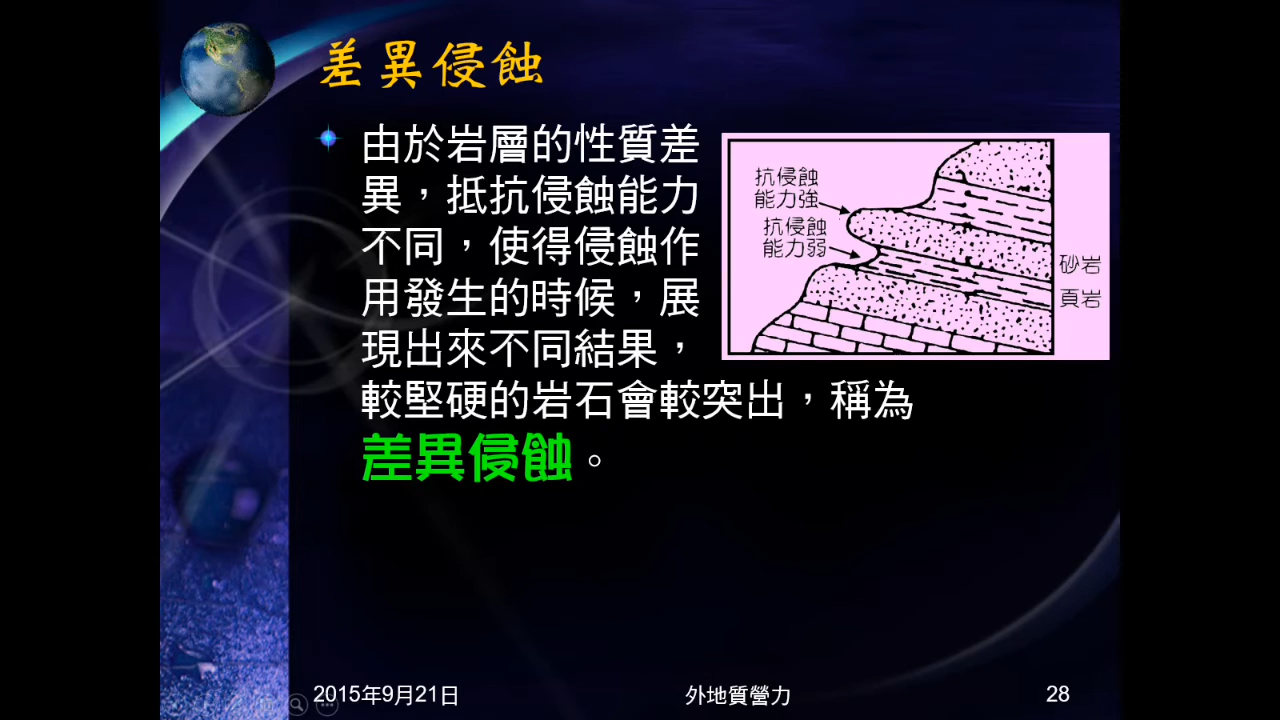 差異侵蝕
由於岩層的性質差
異，抵抗侵蝕能力
不同，使得侵蝕作
用發生的時候，展
現出來不同結果，
較堅硬的岩石會較突出，稱為
差異侵蝕。
抗侵蝕
能力強
抗侵蝕
能力弱
砂岩
頁岩
2015年9月21日
外地質營力
28